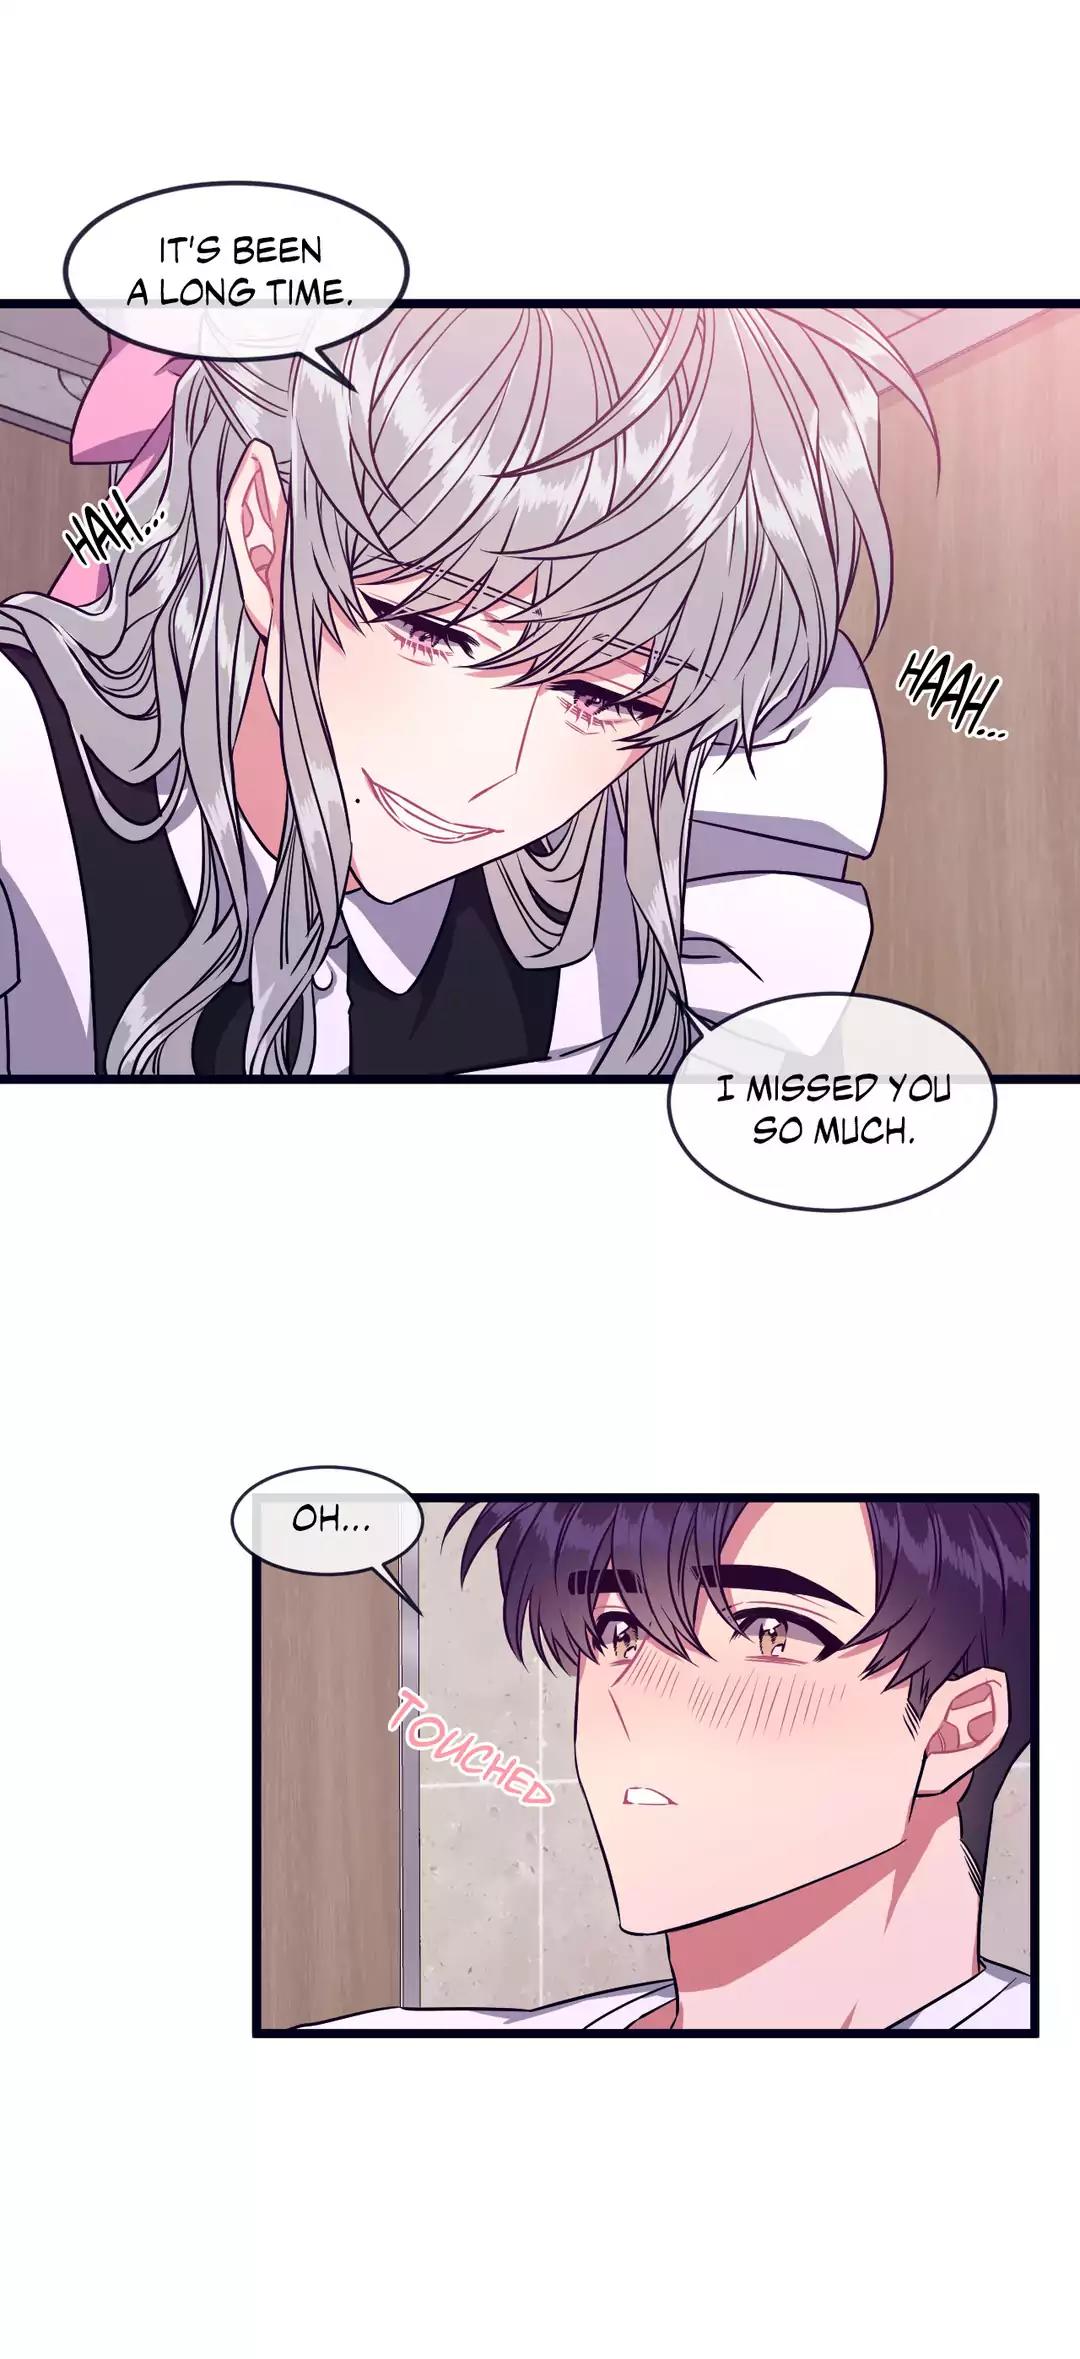 IT'S BEEN
A LONG TIME.
HAH...
HAAH...
I MISSED YOU
SO MUCH.
OH...
TOUCHED